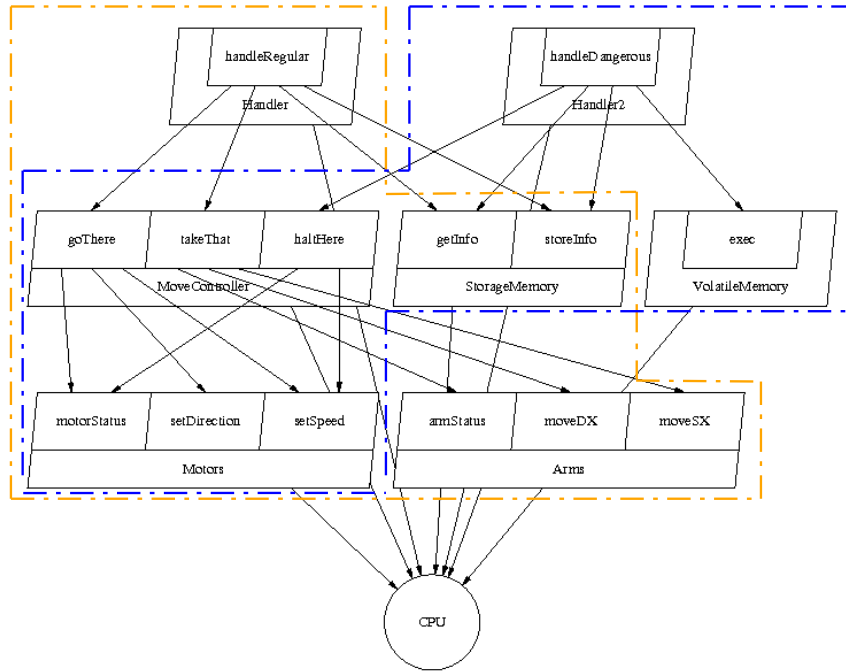 handleRegular
handleDangerous
Handler
Handler2
goThere
takeThat
haltHere
getInfo
storeInfo
exec
MoveController
StorageMemory
VolatileMemory
motorStatus
setDirection
setSpeed
armStatus
moveDX
moveSX
Motors
Arms
CPU